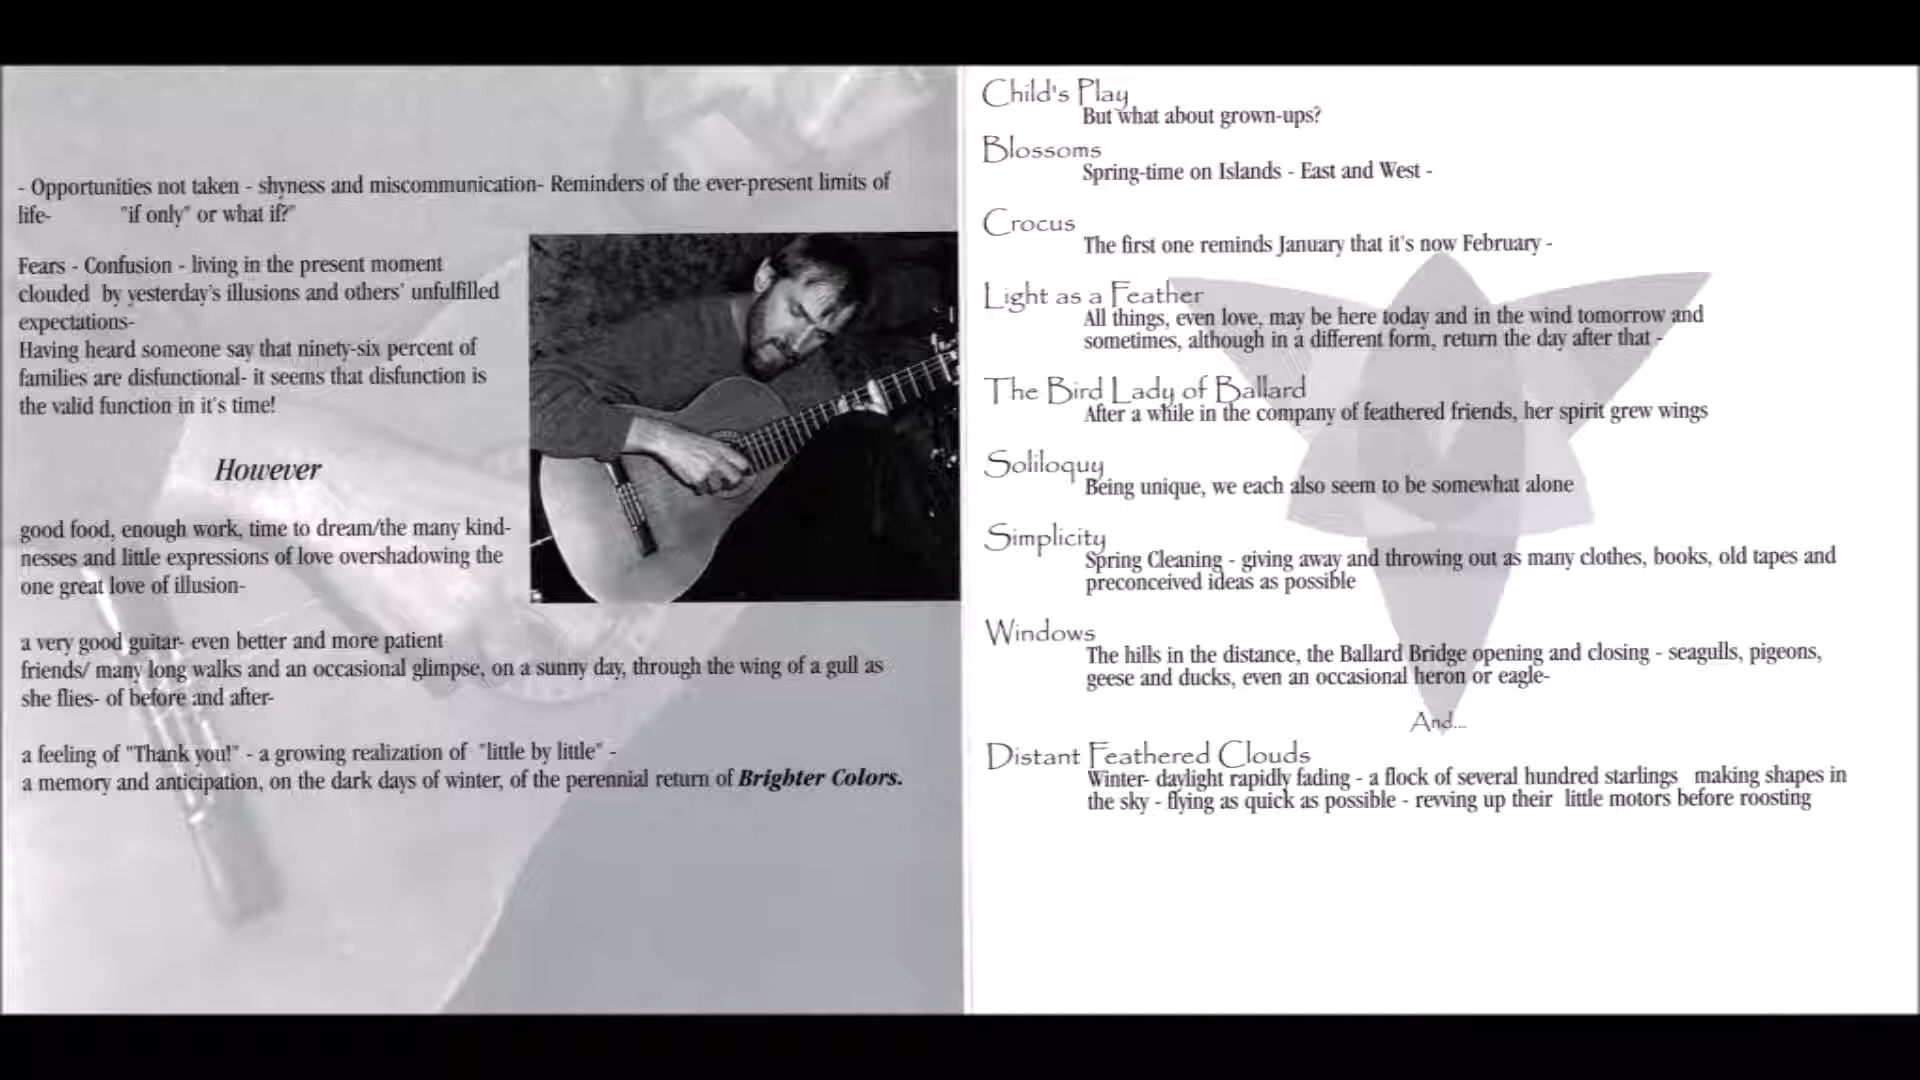 - Opportunities not taken - shyness and miscommunication- Reminders of the ever-present limits of
life- "if only" or what if?"
Fears - Confusion - living in the present moment
clouded by yesterday's illusions and others' unfulfilled
expectations-
Having heard someone say that ninety-six percent of
families are disfunctional- it seems that disfunction is
the valid function in it's time!
However
good food, enough work, time to dream/the many kind-
nesses and little expressions of love overshadowing the
one great love of illusion-
a very good guitar- even better and more patient
friends/ many long walks and an occasional glimpse, on a sunny day, through the wing of a gull as
she flies- of before and after-
a feeling of "Thank you!" - a growing realization of "little by little" -
a memory and anticipation, on the dark days of winter, of the perennial return of Brighter Colors.
Child's Play
But what about grown-ups?
Blossoms
Spring-time on Islands - East and West -
Crocus
The first one reminds January that it's now February -
Light as a Feather
All things, even love, may be here today and in the wind tomorrow and
sometimes, although in a different form, return the day after that -
The Bird Lady of Ballard
After a while in the company of feathered friends, her spirit grew wings
Soliloquy
Being unique, we each also seem to be somewhat alone
Simplicity
Spring Cleaning - giving away and throwing out as many clothes, books, old tapes and
preconceived ideas as possible
Windows
The hills in the distance, the Ballard Bridge opening and closing - seagulls, pigeons,
geese and ducks, even an occasional heron or eagle-
And...
Distant Feathered Clouds
Winter- daylight rapidly fading - a flock of several hundred starlings making shapes in
the sky - flying as quick as possible - revving up their little motors before roosting